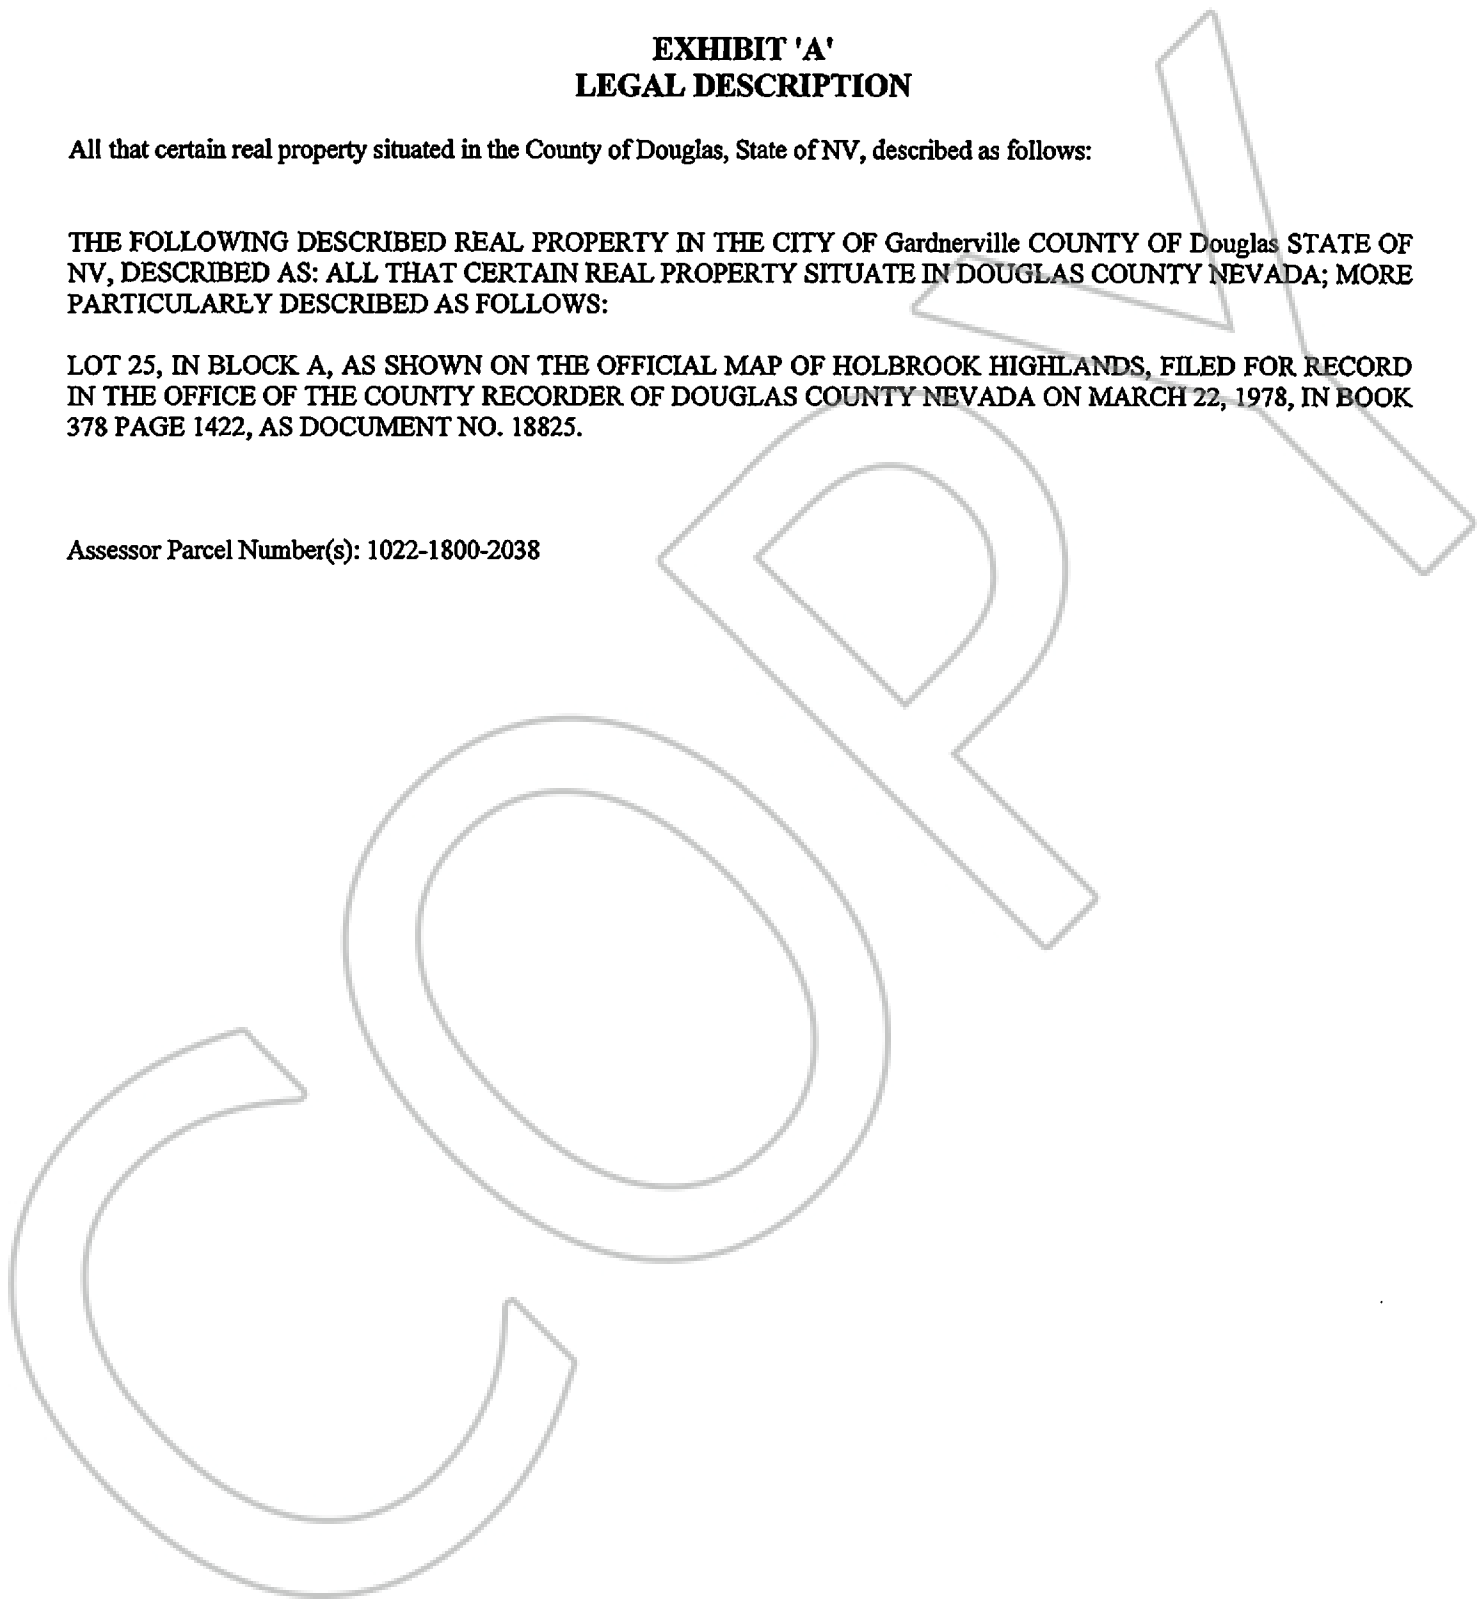 EXHIBIT 'A'
LEGAL DESCRIPTION
All that certain real property situated in the County of Douglas, State of NV, described as follows:
THE FOLLOWING DESCRIBED REAL PROPERTY IN THE CITY OF Gardnerville COUNTY OF Douglas STATE OF
NV, DESCRIBED AS: ALL THAT CERTAIN REAL PROPERTY SITUATE IN DOUGLAS COUNTY NEVADA; MORE
PARTICULARLY DESCRIBED AS FOLLOWS:
LOT 25, IN BLOCK A, AS SHOWN ON THE OFFICIAL MAP OF HOLBROOK HIGHLANDS, FILED FOR RECORD
IN THE OFFICE OF THE COUNTY RECORDER OF DOUGLAS COUNTY NEVADA ON MARCH 22, 1978, IN BOOK
378 PAGE 1422, AS DOCUMENT NO. 18825.
Assessor Parcel Number(s): 1022-1800-2038
COPY